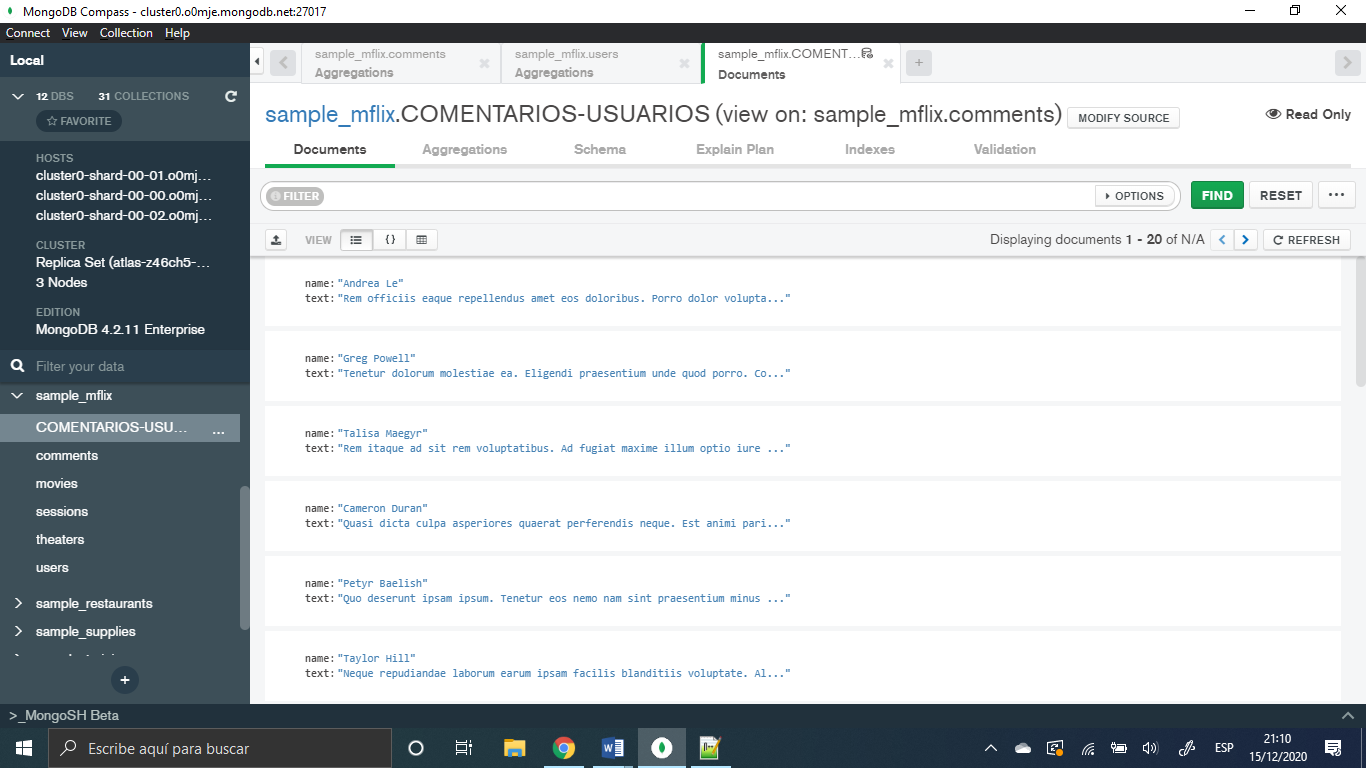 MongoDB Compass - cluster0.o0mje.mongodb.net:27017
Connect View Collection Help
Local
12 DBS 31 COLLECTIONS
FAVORITE
HOSTS
cluster0-shard-00-01.o0mj...
cluster0-shard-00-00.o0mj...
cluster0-shard-00-02.o0mj...
CLUSTER
Replica Set (atlas-z46ch5-...
3 Nodes
EDITION
MongoDB 4.2.11 Enterprise
Filter your data
sample_mflix
COMENTARIOS-USU... ...
comments
movies
sessions
theaters
users
sample_restaurants
sample_supplies
sample_mflix.comments
Aggregations
sample_mflix.users
Aggregations
sample_mflix.COMENT...
Documents
sample_mflix.COMENTARIOS-USUARIOS (view on: sample_mflix.comments) MODIFY SOURCE
Read Only
Documents Aggregations Schema Explain Plan Indexes Validation
FILTER OPTIONS FIND RESET ...
VIEW { } Displaying documents 1 - 20 of N/A < > REFRESH
name: "Andrea Le"
text: "Rem officiis eaque repellendus amet eos doloribus. Porro dolor volupta..."
name: "Greg Powell"
text: "Tenetur dolorum molestiae ea. Eligendi praesentium unde quod porro. Co..."
name: "Talisa Maegyr"
text: "Rem itaque ad sit rem voluptatibus. Ad fugiat maxime illum optio iure ..."
name: "Cameron Duran"
text: "Quasi dicta culpa asperiores quaerat perferendis neque. Est animi pari..."
name: "Petyr Baelish"
text: "Quo deserunt ipsam ipsum. Tenetur eos nemo nam sint praesentium minus ..."
name: "Taylor Hill"
text: "Neque repudiandae laborum earum ipsam facilis blanditiis voluptate. Al..."
>_MongoSH Beta
Escribe aquí para buscar
ESP
21:10
15/12/2020